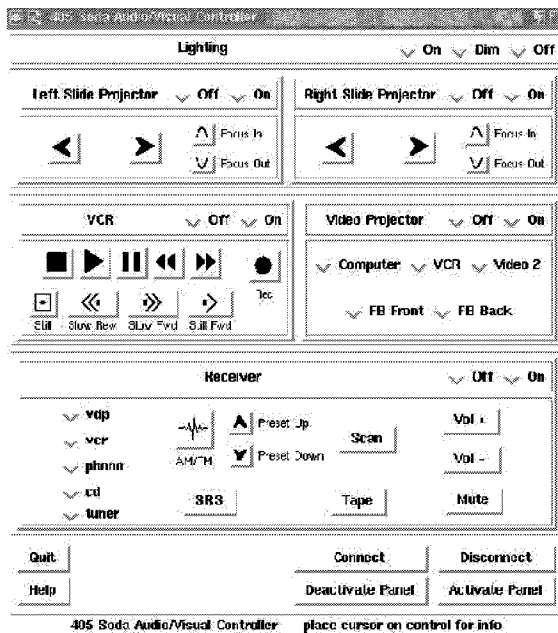 405 Soda Audio/Visual Controller
Lighting On Dim Off
Left Slide Projector Off On
Right Slide Projector Off On
Focus In
Focus Out
Focus In
Focus Out
VCR Off On
Video Projector Off On
Rec
Still Slow Rew Slow Fwd Still Fwd
Computer VCR Video 2
FB Front FB Back
Receiver Off On
vdp
vcr
phono
cd
tuner
AM/FM
Preset Up
Preset Down
Scan
Vol +
Vol -
SRS Tape Mute
Quit Connect Disconnect
Help Deactivate Panel Activate Panel
405 Soda Audio/Visual Controller place cursor on control for info